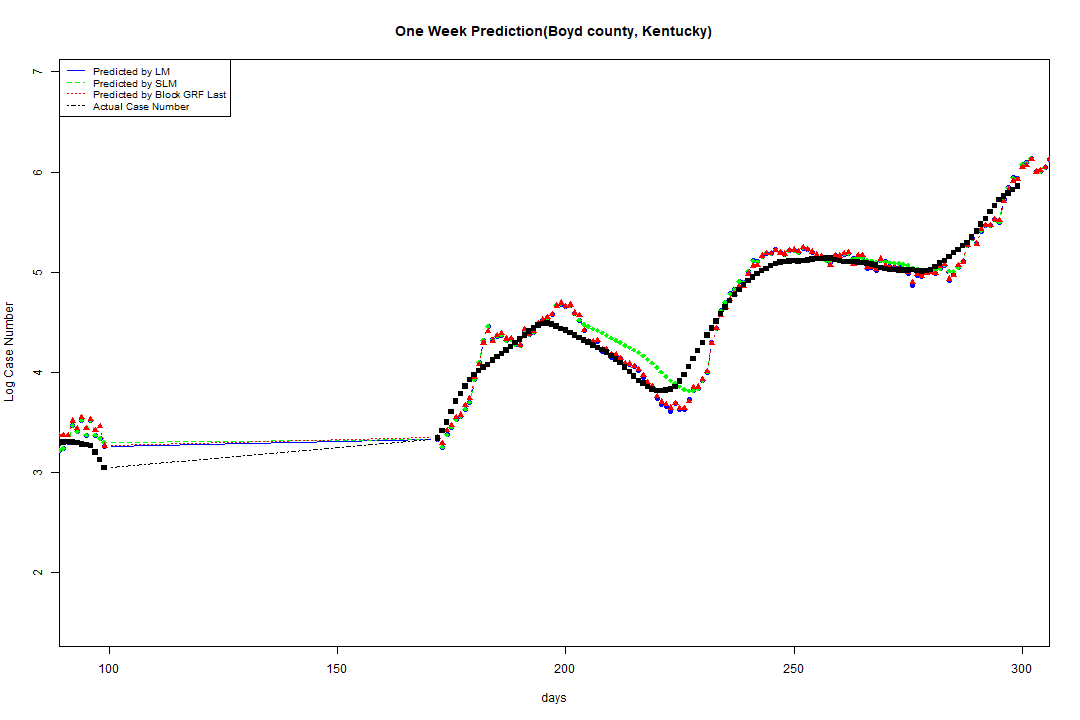 One Week Prediction(Boyd county, Kentucky)
Predicted by LM
Predicted by SLM
Predicted by Block GRF Last
Actual Case Number
7
6
5
4
3
2
Log Case Number
100 150 200 250 300
days